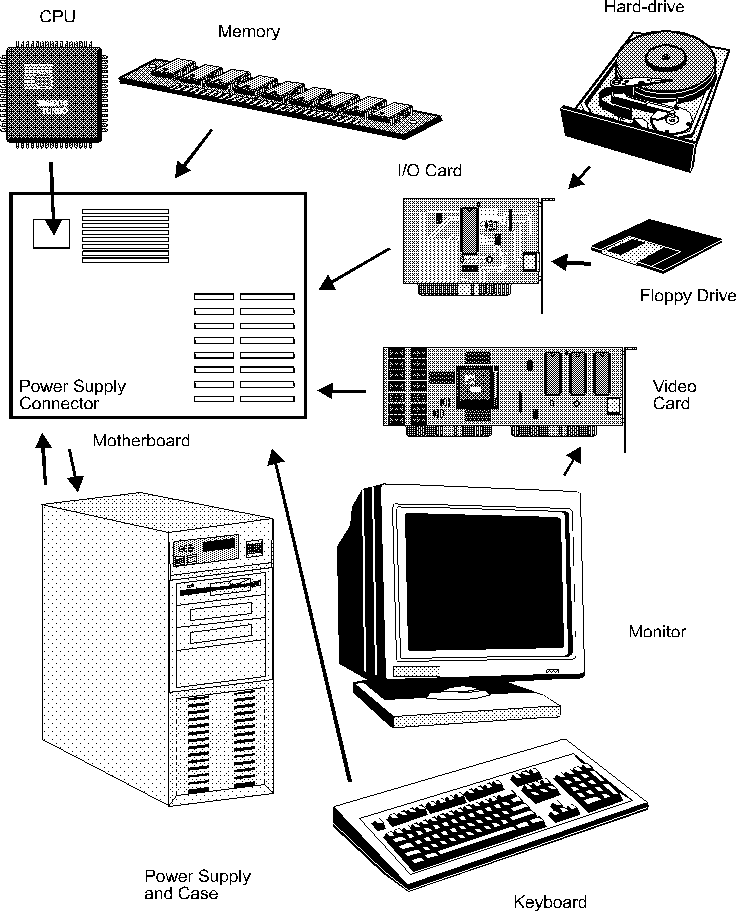 CPU
Memory
Hard-drive
I/O Card
Floppy Drive
Power Supply
Connector
Video
Card
Motherboard
Monitor
Power Supply
and Case
Keyboard